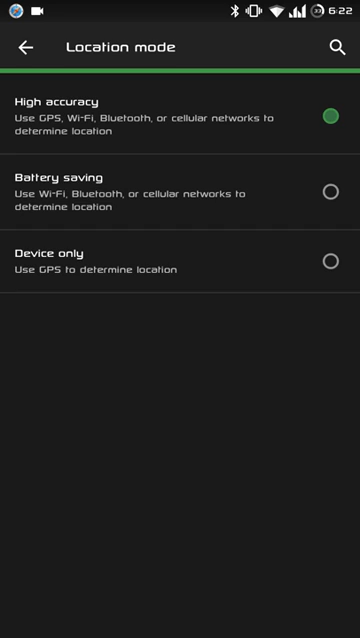 33 6:22
Location mode
High accuracy
Use GPS, Wi-Fi, Bluetooth, or cellular networks to
determine location
Battery saving
Use Wi-Fi, Bluetooth, or cellular networks to
determine location
Device only
Use GPS to determine location